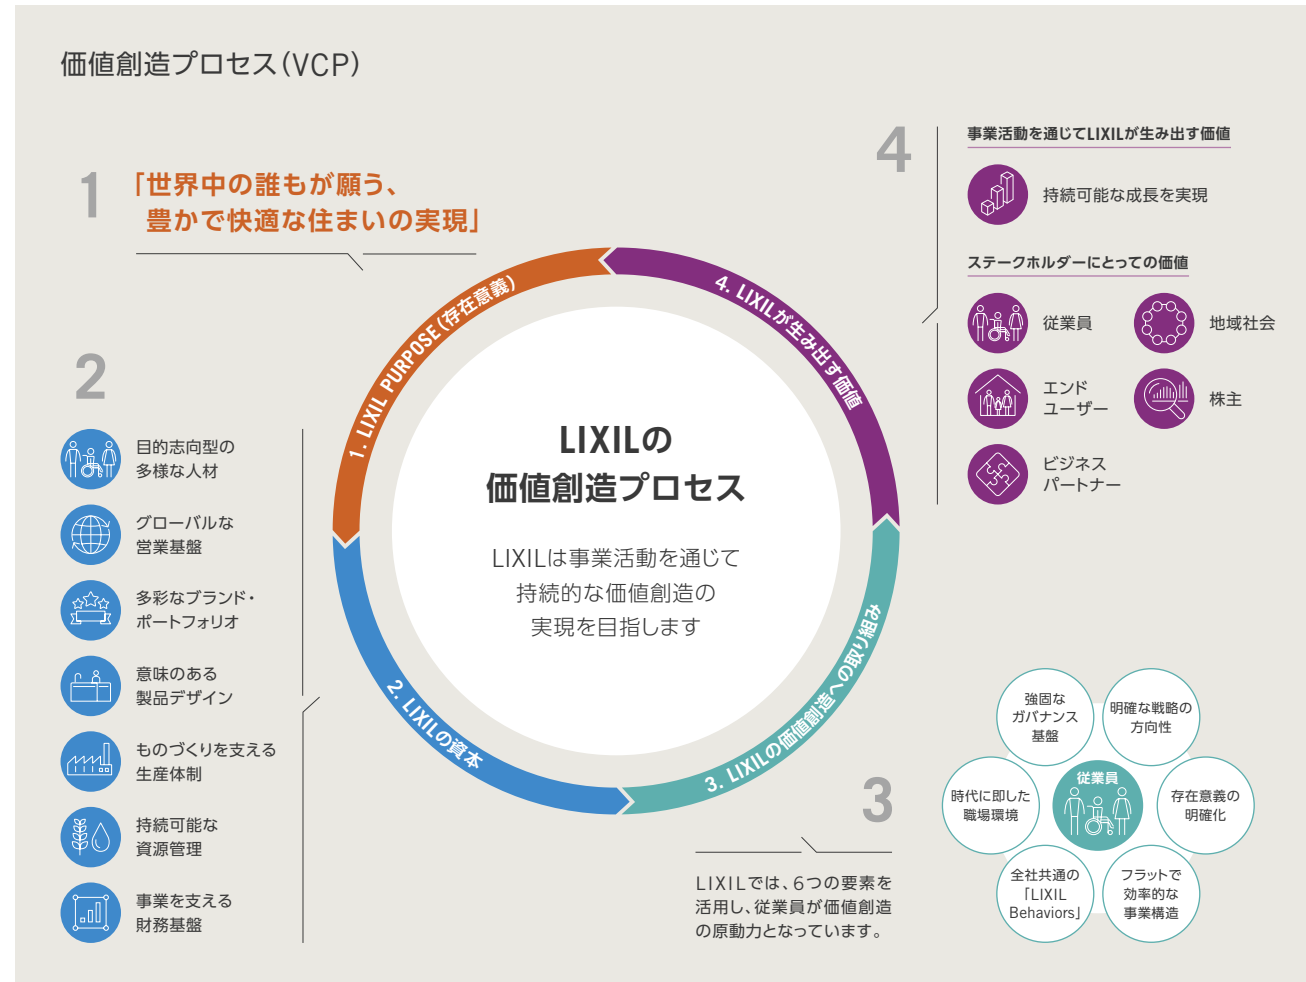 価値創造プロセス(VCP)
1
「世界中の誰もが願う、
豊かで快適な住まいの実現」
2
目的志向型の
多様な人材
グローバルな
営業基盤
多彩なブランド・
ポートフォリオ
意味のある
製品デザイン
ものづくりを支える
生産体制
持続可能な
資源管理
事業を支える
財務基盤
1. LIXIL PURPOSE(存在意義)
2. LIXILの資本
3. LIXILの価値創造への取り組み
4. LIXILが生み出す価値
LIXILの
価値創造プロセス
LIXILは事業活動を通じて
持続的な価値創造の
実現を目指します
3
LIXILでは、6つの要素を
活用し、従業員が価値創造
の原動力となっています。
強固な
ガバナンス
基盤
明確な戦略の
方向性
時代に即した
職場環境
従業員
存在意義の
明確化
全社共通の
「LIXIL
Behaviors」
フラットで
効率的な
事業構造
4
事業活動を通じてLIXILが生み出す価値
持続可能な成長を実現
ステークホルダーにとっての価値
従業員
地域社会
エンド
ユーザー
株主
ビジネス
パートナー